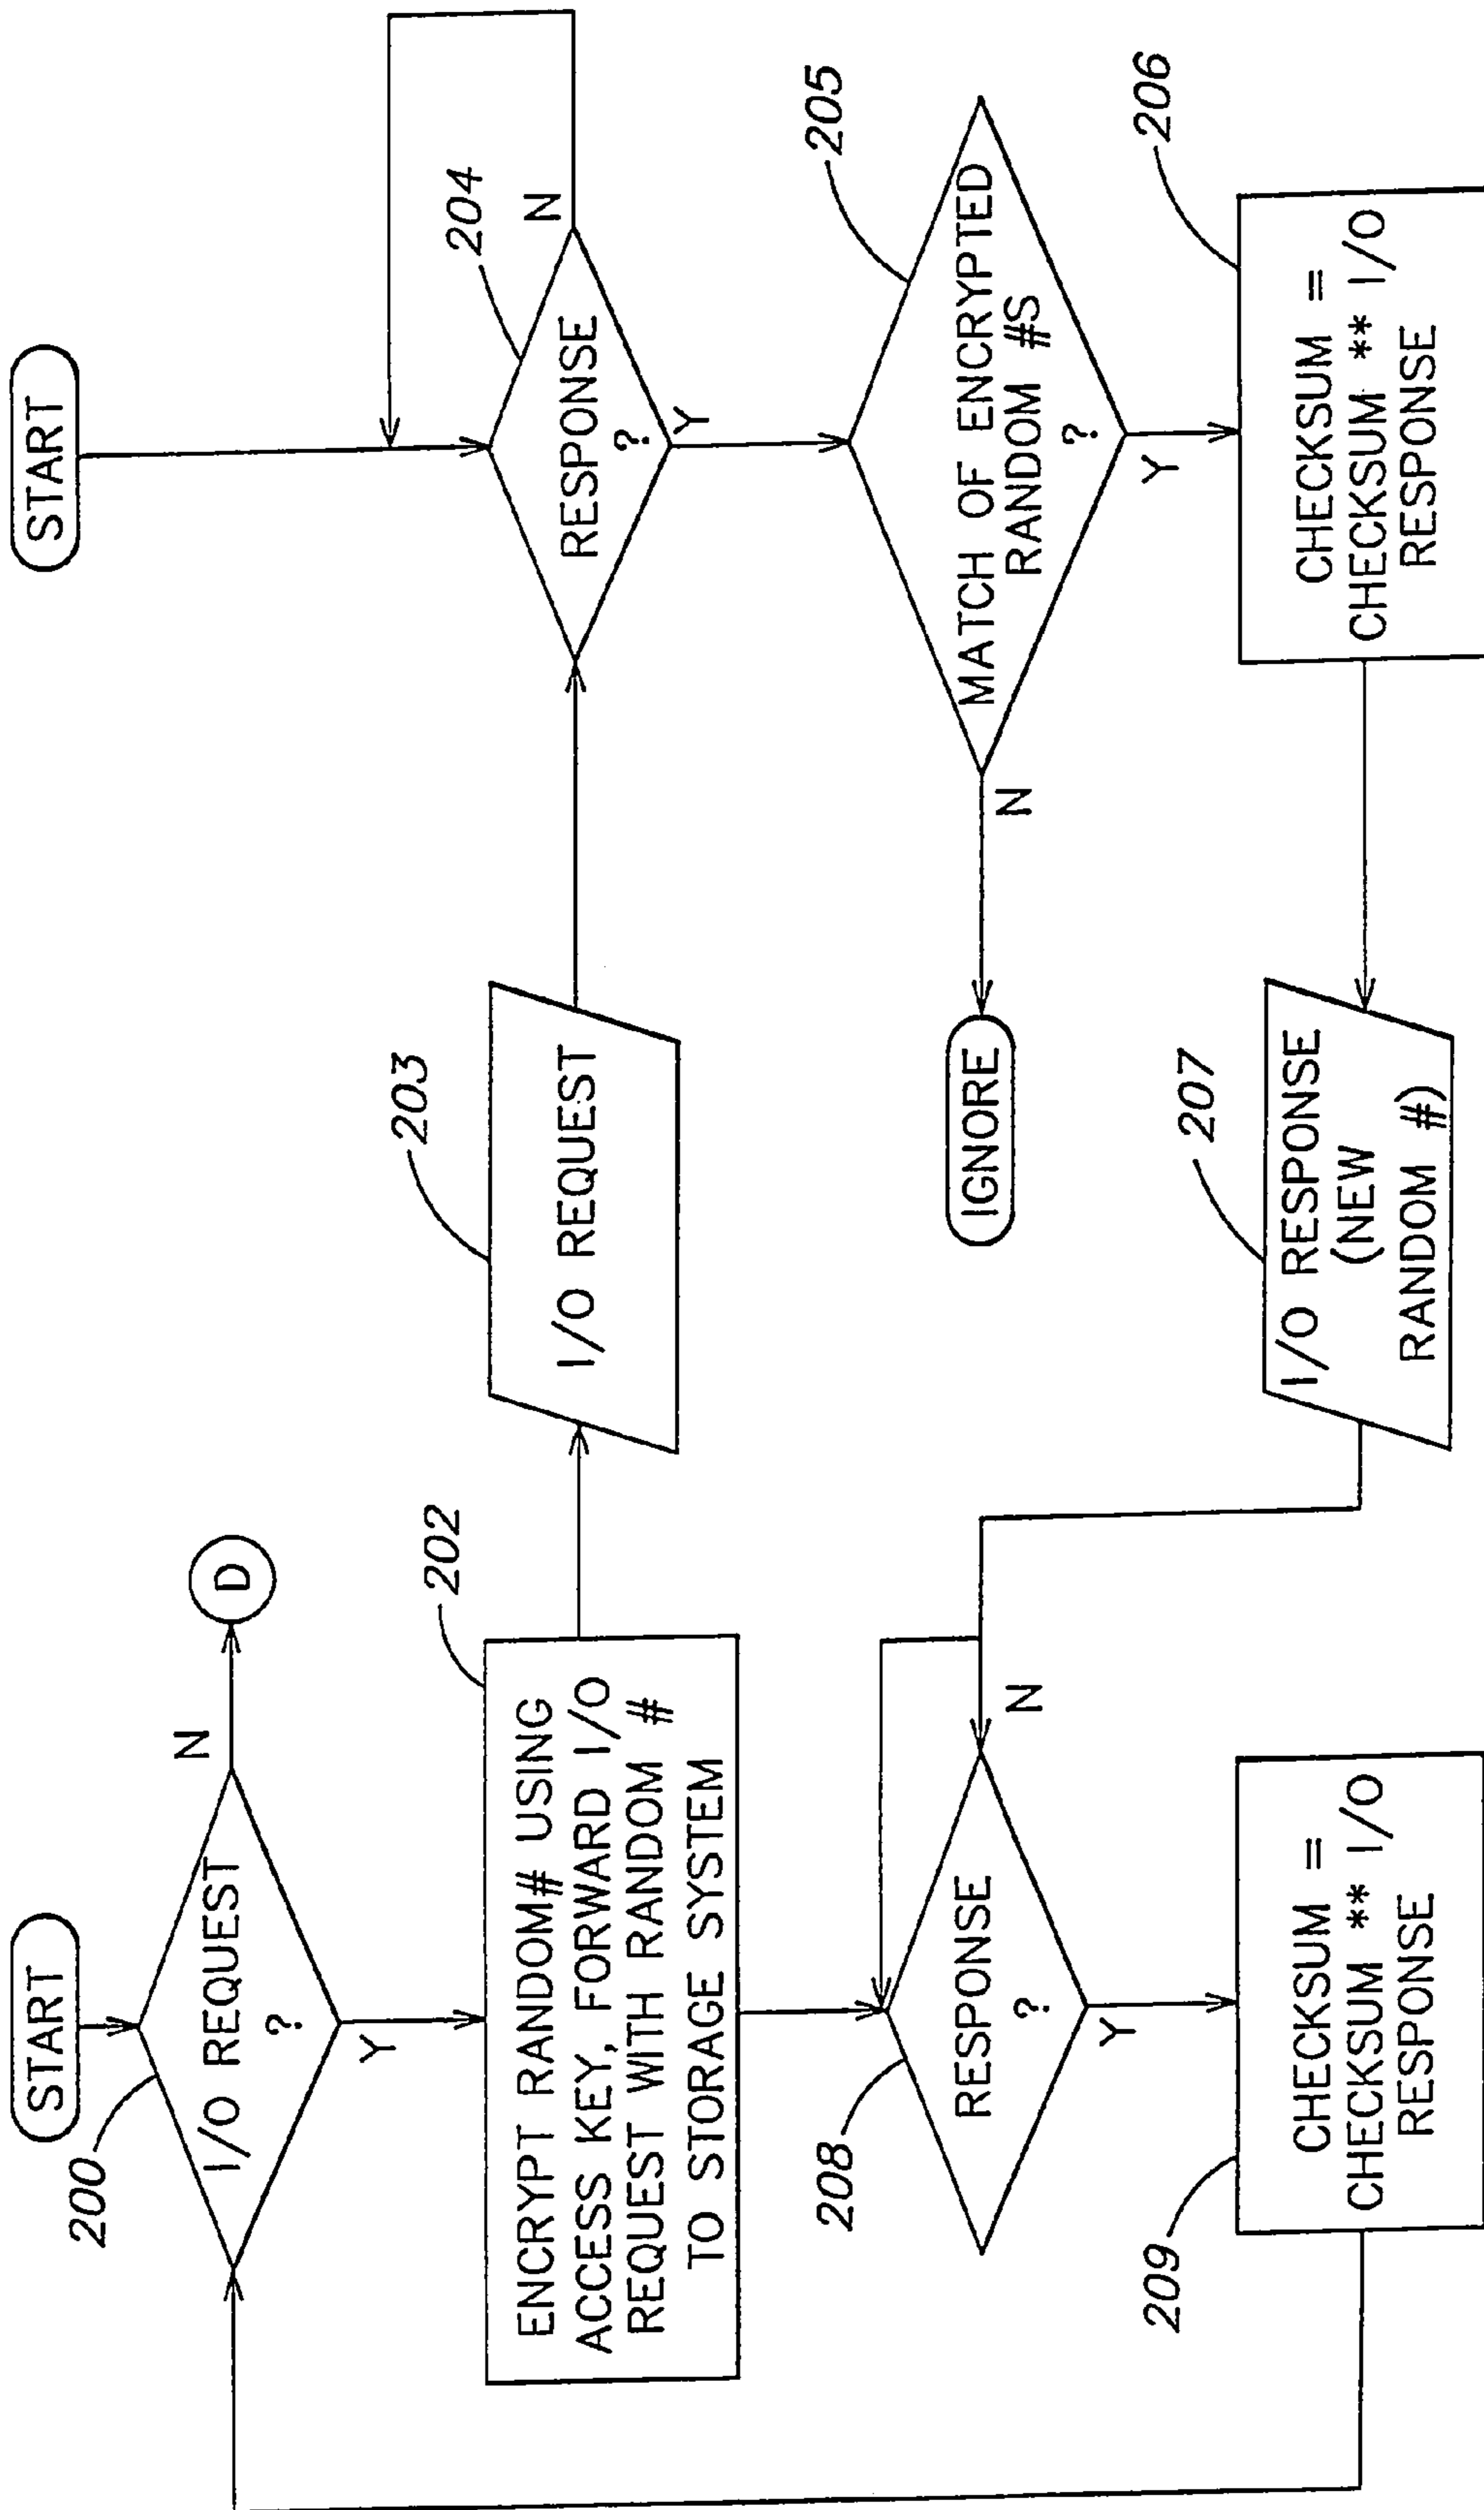 START
200
I/O REQUEST
?
N
D
Y
202
ENCRYPT RANDOM# USING
ACCESS KEY, FORWARD I/O
REQUEST WITH RANDOM #
TO STORAGE SYSTEM
203
I/O REQUEST
START
204
RESPONSE
?
N
Y
205
MATCH OF ENCRYPTED
RANDOM #S
?
N
IGNORE
Y
206
CHECKSUM =
CHECKSUM ** I/O
RESPONSE
207
I/O RESPONSE
(NEW
RANDOM #)
208
RESPONSE
?
N
Y
209
CHECKSUM =
CHECKSUM ** I/O
RESPONSE